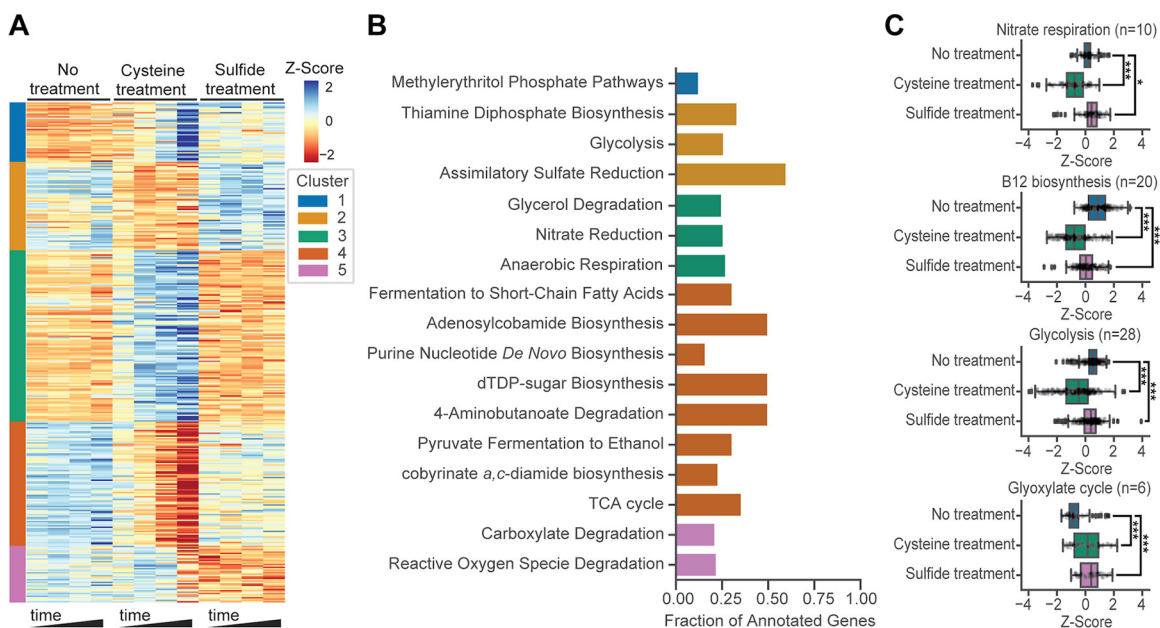 A
No treatment
Cysteine treatment
Sulfide treatment
Z-Score
2
0
−2
Cluster
1
2
3
4
5
time
time
time
B
Methylerythritol Phosphate Pathways
Thiamine Diphosphate Biosynthesis
Glycolysis
Assimilatory Sulfate Reduction
Glycerol Degradation
Nitrate Reduction
Anaerobic Respiration
Fermentation to Short-Chain Fatty Acids
Adenosylcobamide Biosynthesis
Purine Nucleotide De Novo Biosynthesis
dTDP-sugar Biosynthesis
4-Aminobutanoate Degradation
Pyruvate Fermentation to Ethanol
cobyrinate a,c-diamide biosynthesis
TCA cycle
Carboxylate Degradation
Reactive Oxygen Specie Degradation
0.00 0.25 0.50 0.75 1.00
Fraction of Annotated Genes
C
Nitrate respiration (n=10)
No treatment
Cysteine treatment
Sulfide treatment
***
*
−4 −2 0 2 4
Z-Score
B12 biosynthesis (n=20)
No treatment
Cysteine treatment
Sulfide treatment
***
***
−4 −2 0 2 4
Z-Score
Glycolysis (n=28)
No treatment
Cysteine treatment
Sulfide treatment
***
***
−4 −2 0 2 4
Z-Score
Glyoxylate cycle (n=6)
No treatment
Cysteine treatment
Sulfide treatment
***
***
−4 −2 0 2 4
Z-Score